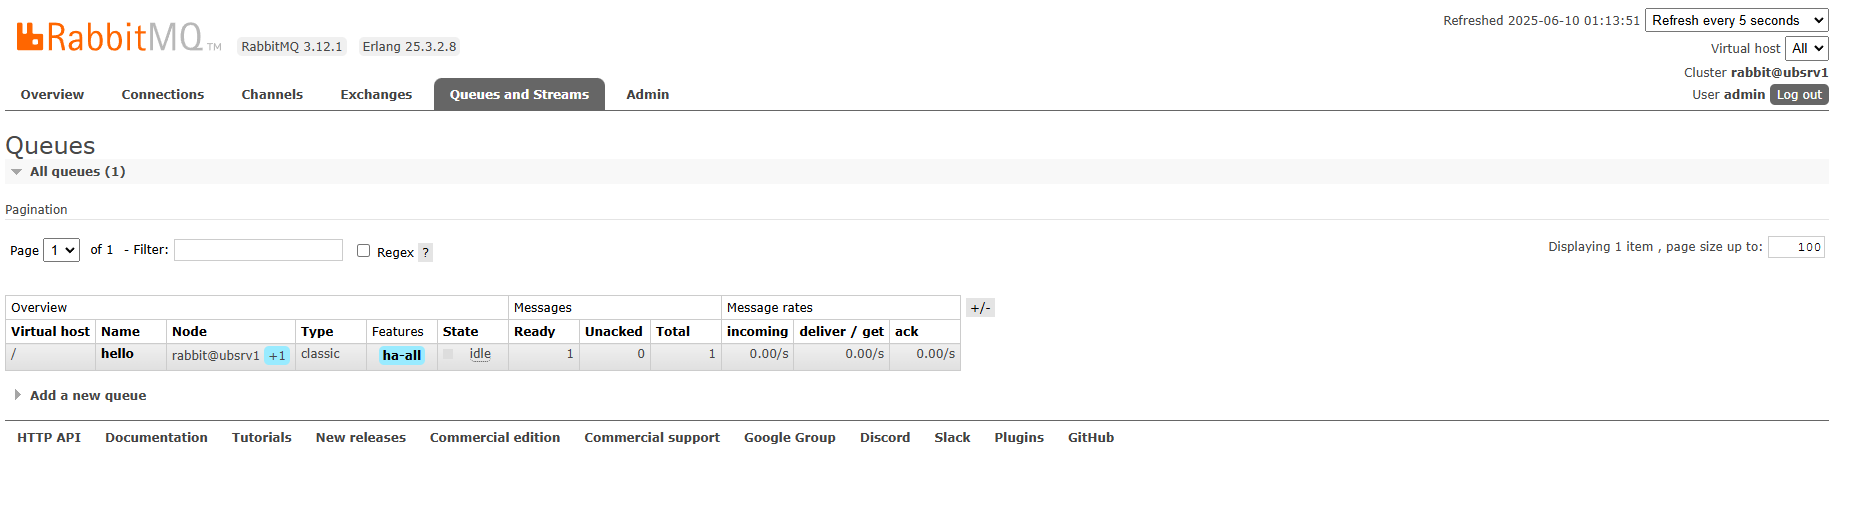 Refreshed 2025-06-10 01:13:51 Refresh every 5 seconds
RabbitMQ TM RabbitMQ 3.12.1 Erlang 25.3.2.8
Virtual host All
Cluster rabbit@ubsrv1
User admin Log out
Overview Connections Channels Exchanges Queues and Streams Admin
Queues
All queues (1)
Pagination
Page 1 of 1 - Filter: Regex ? Displaying 1 item , page size up to: 100
Overview Messages Message rates +/-
Virtual host Name Node Type Features State Ready Unacked Total incoming deliver / get ack
/ hello rabbit@ubsrv1 +1 classic ha-all idle 1 0 1 0.00/s 0.00/s 0.00/s
Add a new queue
HTTP API Documentation Tutorials New releases Commercial edition Commercial support Google Group Discord Slack Plugins GitHub